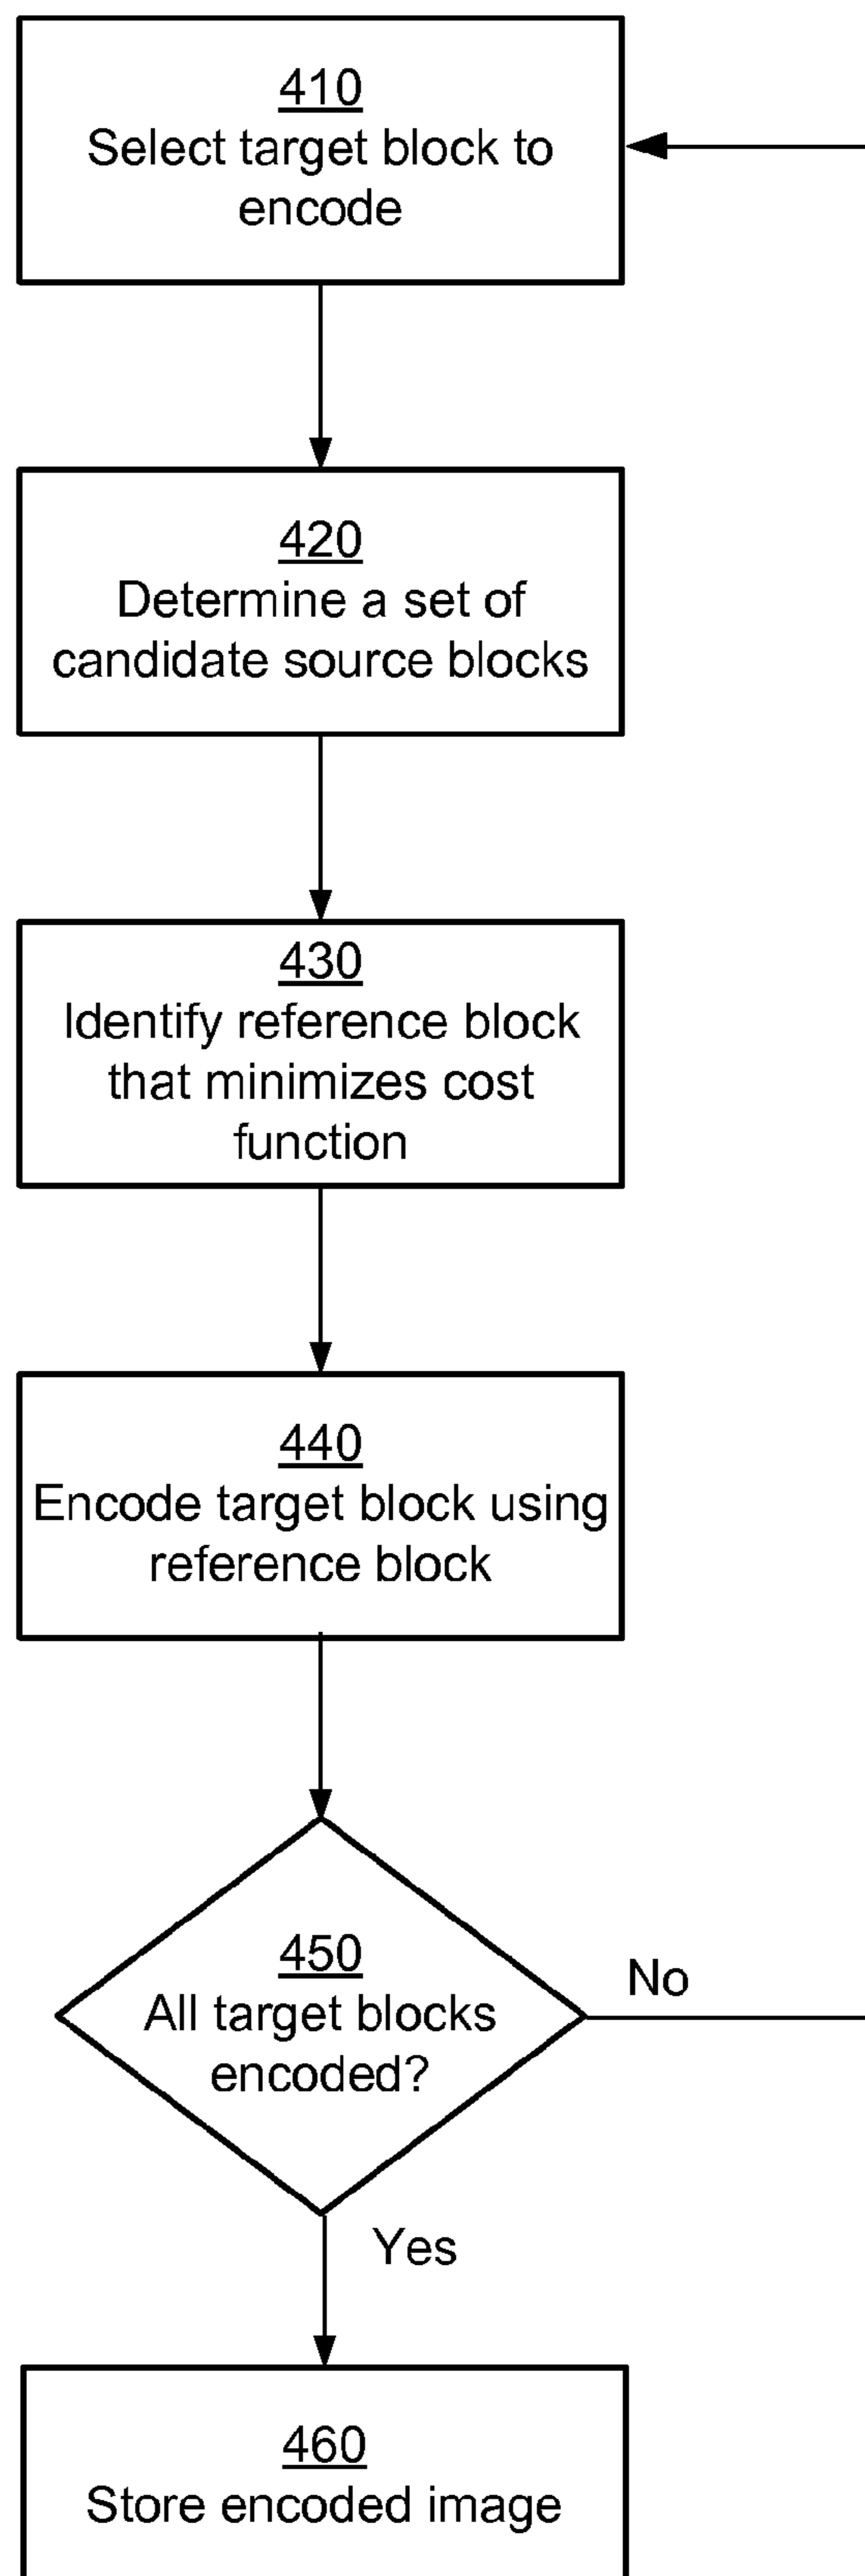 410
Select target block to
encode
420
Determine a set of
candidate source blocks
430
Identify reference block
that minimizes cost
function
440
Encode target block using
reference block
450
All target blocks
encoded?
No
Yes
460
Store encoded image